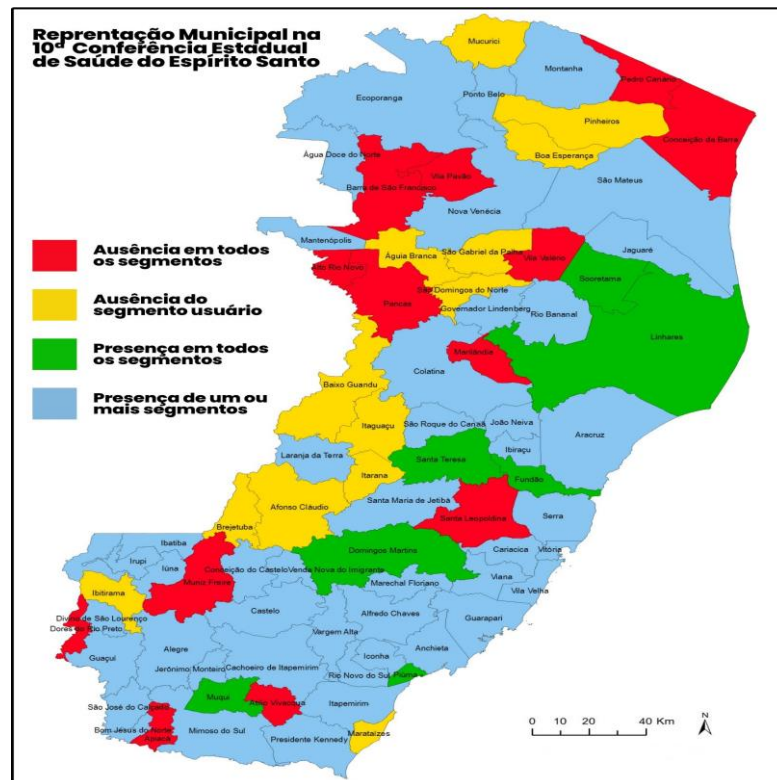 Reprentação Municipal na
10ª Conferência Estadual
de Saúde do Espírito Santo
Mucurici
Montanha
Pedro Canário
Ponto Belo
Ecoporanga
Pinheiros
Conceição da Barra
Água Doce do Norte
Boa Esperança
Vila Pavão
São Mateus
Barra de São Francisco
Nova Venécia
Mantenópolis
Ausência em todos
os segmentos
Águia Branca
São Gabriel da Palha
Jaguaré
Vila Valério
Alto Rio Novo
Sooretama
Pancas
São Domingos do Norte
Ausência do
segmento usuário
Governador Lindenberg
Rio Bananal
Linhares
Presença em todos
os segmentos
Marilândia
Colatina
Baixo Guandu
Presença de um ou
mais segmentos
Itaguaçu
São Roque do Canaã
João Neiva
Aracruz
Ibiraçu
Laranja da Terra
Santa Teresa
Itarana
Fundão
Santa Maria de Jetibá
Afonso Cláudio
Santa Leopoldina
Serra
Brejetuba
Ibatiba
Domingos Martins
Cariacica
Vitória
Irupi
Iúna
Conceição do Castelo
Venda Nova do Imigrante
Muniz Freire
Marechal Floriano
Viana
Vila Velha
Ibitirama
Castelo
Divino de São Lourenço
Dores do Rio Preto
Alfredo Chaves
Guarapari
Vargem Alta
Anchieta
Alegre
Guaçuí
Iconha
Jerônimo Monteiro
Cachoeiro de Itapemirim
Rio Novo do Sul
Piúma
Muqui
Atilio Vivacqua
Itapemirim
São José do Calçado
Bom Jesus do Norte
Mimoso do Sul
Marataízes
Apiacá
Presidente Kennedy
0 10 20 40 Km
N